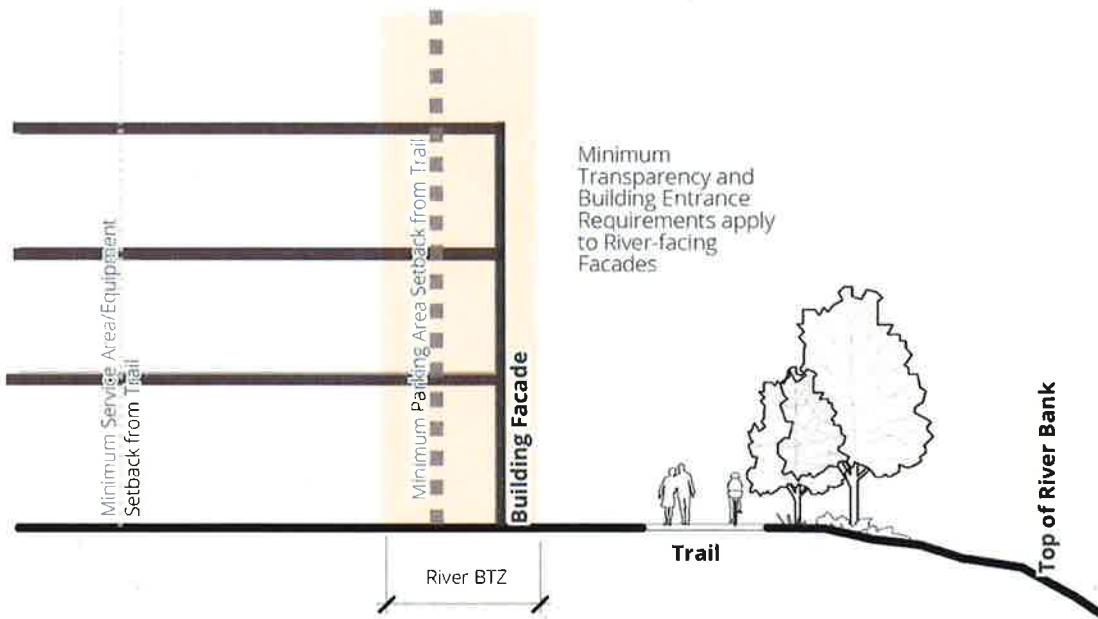 Minimum Service Area/Equipment
Setback from Trail
Minimum Parking Area Setback from Trail
Building Facade
Minimum
Transparency and
Building Entrance
Requirements apply
to River-facing
Facades
Trail
Top of River Bank
River BTZ